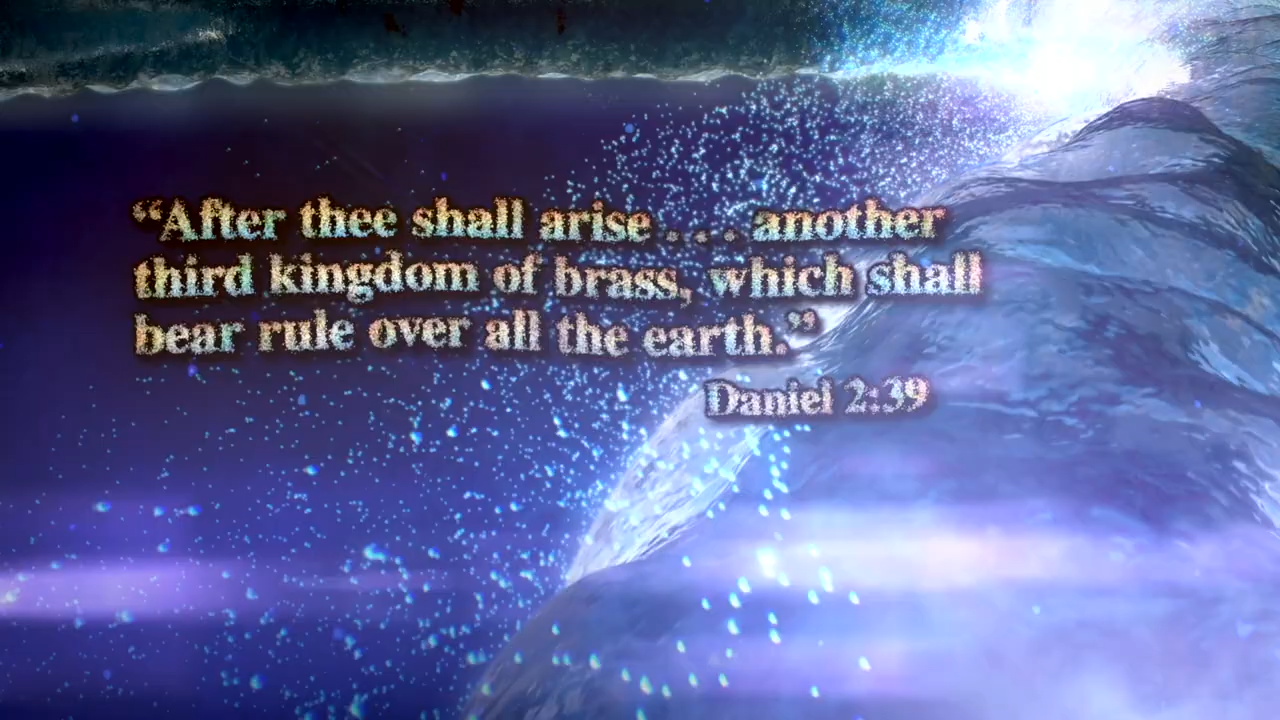 “After thee shall arise . . . another
third kingdom of brass, which shall
bear rule over all the earth.”
Daniel 2:39